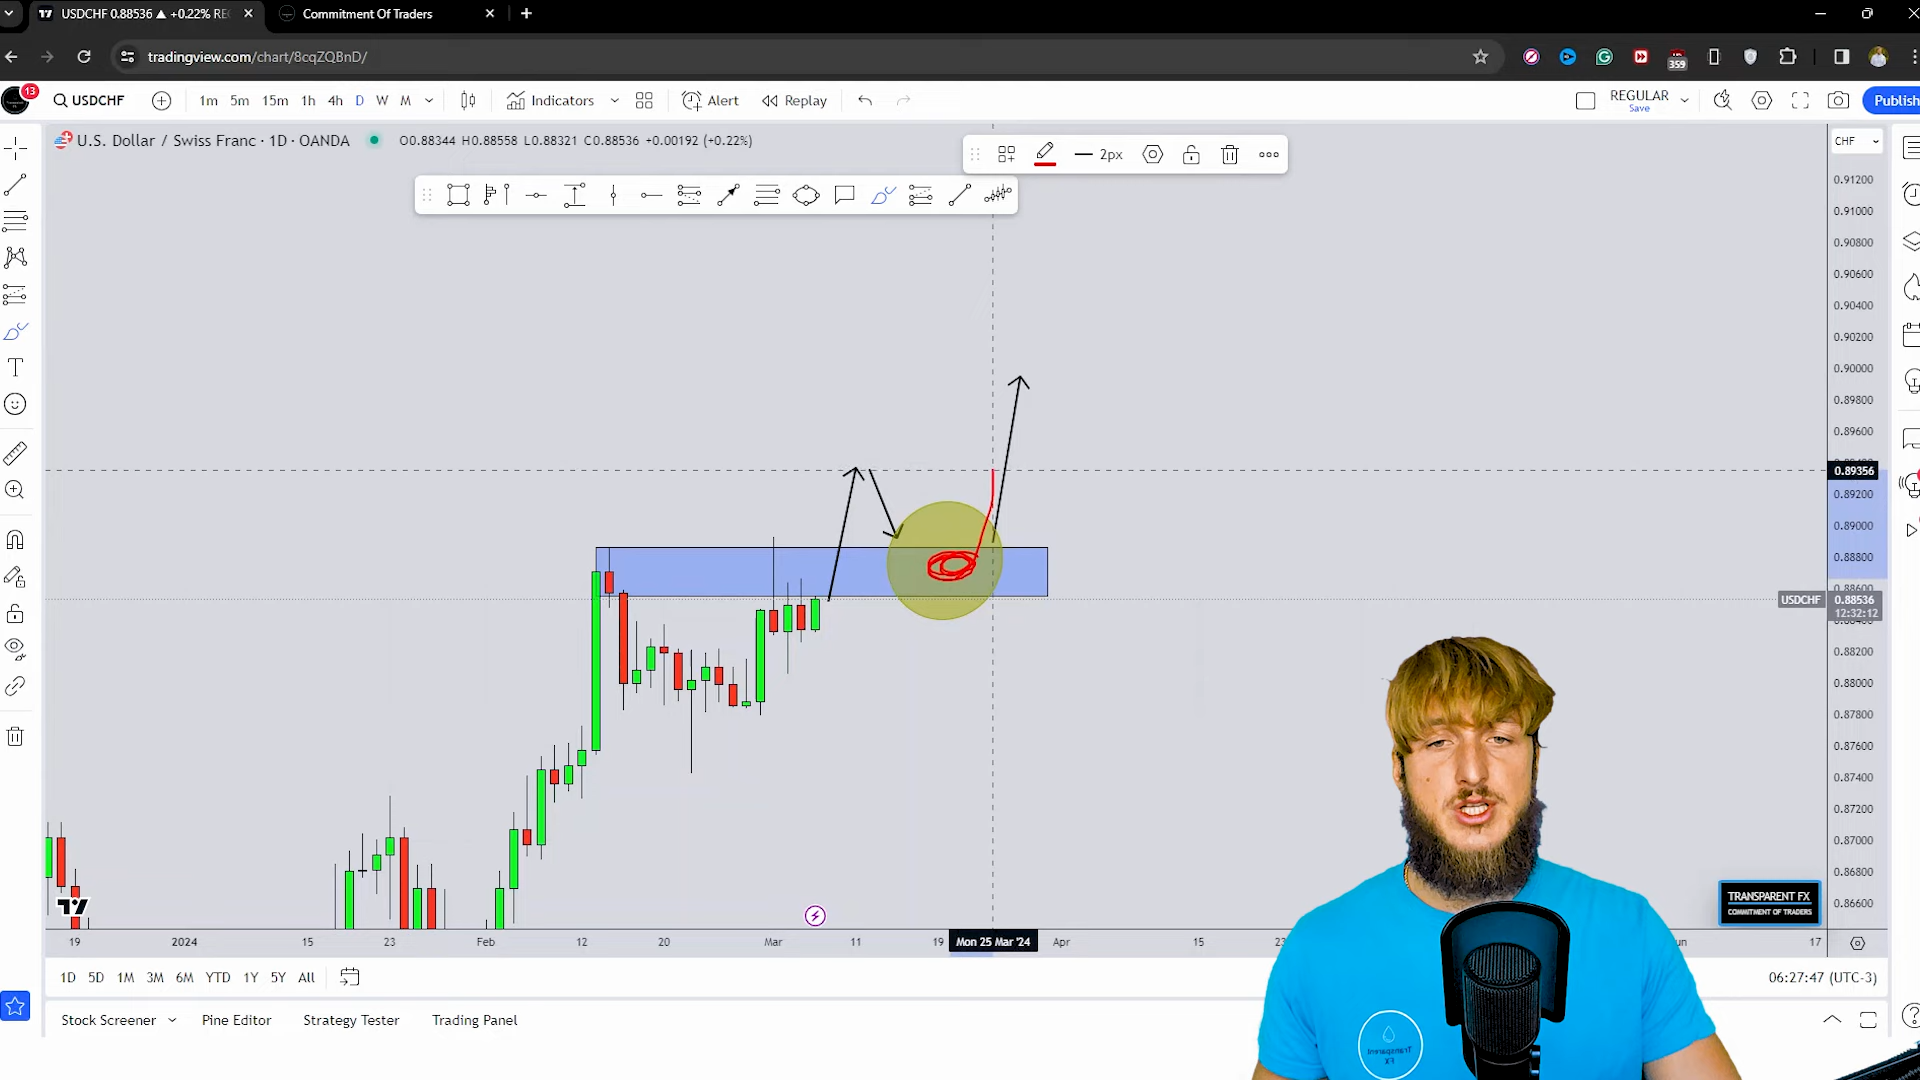 USDCHF 0.88536 ▲ +0.22% RE
Commitment Of Traders
tradingview.com/chart/8cqZQBnD/
359
13
USDCHF
1m 5m 15m 1h 4h D W M
Indicators
Alert
Replay
REGULAR
Save
Publish
U.S. Dollar / Swiss Franc · 1D · OANDA
O0.88344 H0.88558 L0.88321 C0.88536 +0.00192 (+0.22%)
2px
CHF
0.91200
0.91000
0.90800
0.90600
0.90400
0.90200
0.90000
0.89800
0.89600
0.89356
0.89200
0.89000
0.88800
0.88600
USDCHF 0.88536
12:32:12
0.88200
0.88000
0.87800
0.87600
0.87400
0.87200
0.87000
0.86800
0.86600
TRANSPARENT FX
COMMITMENT OF TRADERS
19 2024 15 23 Feb 12 20 Mar 11 19 Mon 25 Mar '24 Apr 15 17
1D 5D 1M 3M 6M YTD 1Y 5Y All
06:27:47 (UTC-3)
Stock Screener Pine Editor Strategy Tester Trading Panel
Transparent
FX